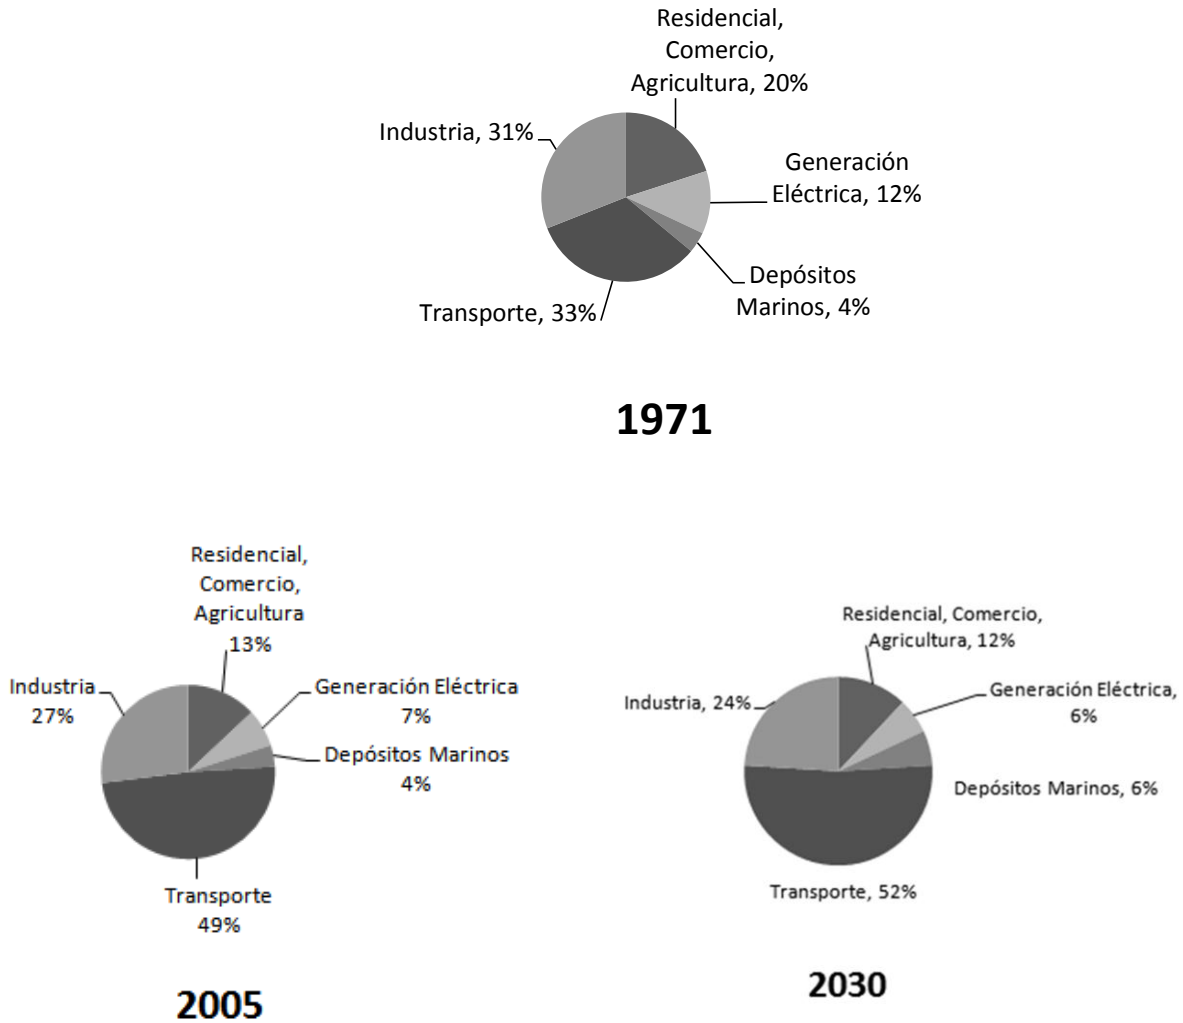 Residencial,
Comercio,
Agricultura, 20%
Industria, 31%
Generación
Eléctrica, 12%
Depósitos
Marinos, 4%
Transporte, 33%
1971
Residencial,
Comercio,
Agricultura
13%
Industria
27%
Generación Eléctrica
7%
Depósitos Marinos
4%
Transporte
49%
2005
Residencial, Comercio,
Agricultura, 12%
Industria, 24%
Generación Eléctrica,
6%
Depósitos Marinos, 6%
Transporte, 52%
2030